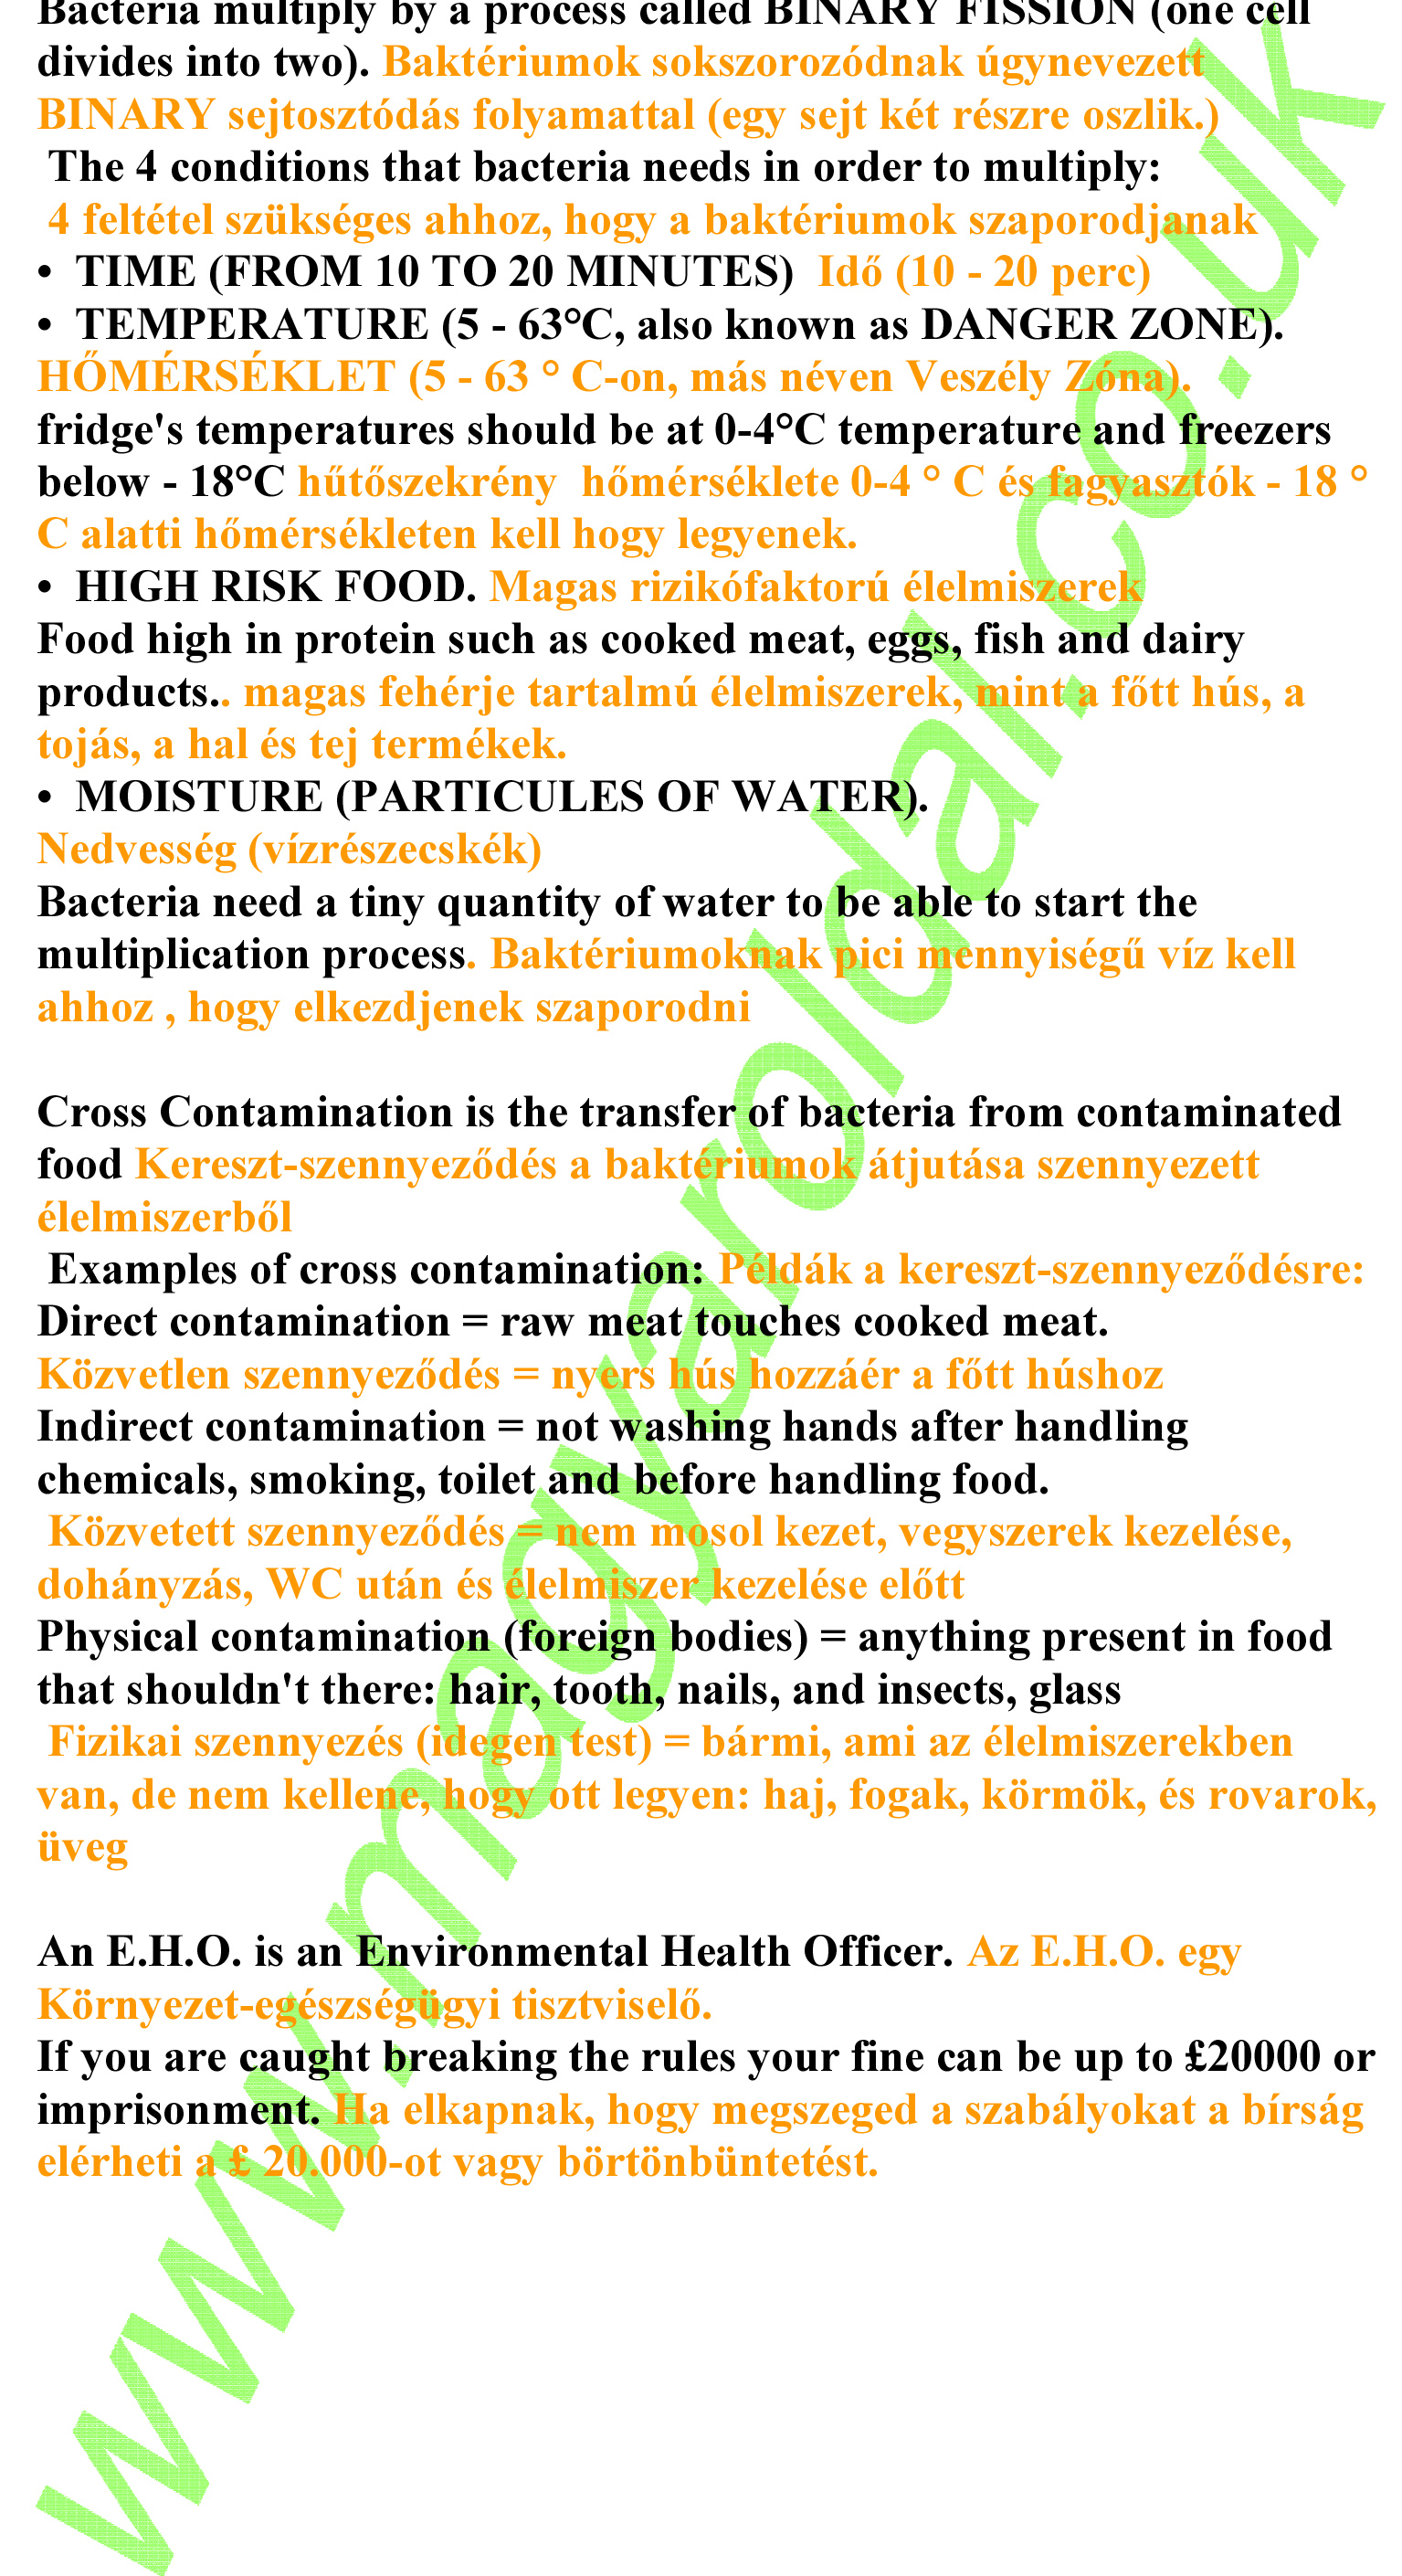 Bacteria multiply by a process called BINARY FISSION (one cell
divides into two). Baktériumok sokszorozódnak úgynevezett
BINARY sejtosztódás folyamattal (egy sejt két részre oszlik.)
The 4 conditions that bacteria needs in order to multiply:
4 feltétel szükséges ahhoz, hogy a baktériumok szaporodjanak
• TIME (FROM 10 TO 20 MINUTES) Idő (10 - 20 perc)
• TEMPERATURE (5 - 63°C, also known as DANGER ZONE).
HŐMÉRSÉKLET (5 - 63 ° C-on, más néven Veszély Zóna).
fridge's temperatures should be at 0-4°C temperature and freezers
below - 18°C hűtőszekrény hőmérséklete 0-4 ° C és fagyasztók - 18 °
C alatti hőmérsékleten kell hogy legyenek.
• HIGH RISK FOOD. Magas rizikófaktorú élelmiszerek
Food high in protein such as cooked meat, eggs, fish and dairy
products.. magas fehérje tartalmú élelmiszerek, mint a főtt hús, a
tojás, a hal és tej termékek.
• MOISTURE (PARTICULES OF WATER).
Nedvesség (vízrészecskék)
Bacteria need a tiny quantity of water to be able to start the
multiplication process. Baktériumoknak pici mennyiségű víz kell
ahhoz , hogy elkezdjenek szaporodni
Cross Contamination is the transfer of bacteria from contaminated
food Kereszt-szennyeződés a baktériumok átjutása szennyezett
élelmiszerből
Examples of cross contamination: Példák a kereszt-szennyeződésre:
Direct contamination = raw meat touches cooked meat.
Közvetlen szennyeződés = nyers hús hozzáér a főtt húshoz
Indirect contamination = not washing hands after handling
chemicals, smoking, toilet and before handling food.
Közvetett szennyeződés = nem mosol kezet, vegyszerek kezelése,
dohányzás, WC után és élelmiszer kezelése előtt
Physical contamination (foreign bodies) = anything present in food
that shouldn't there: hair, tooth, nails, and insects, glass
Fizikai szennyezés (idegen test) = bármi, ami az élelmiszerekben
van, de nem kellene, hogy ott legyen: haj, fogak, körmök, és rovarok,
üveg
An E.H.O. is an Environmental Health Officer. Az E.H.O. egy
Környezet-egészségügyi tisztviselő.
If you are caught breaking the rules your fine can be up to £20000 or
imprisonment. Ha elkapnak, hogy megszeged a szabályokat a bírság
elérheti a £ 20.000-ot vagy börtönbüntetést.
www.magyaroldal.co.uk